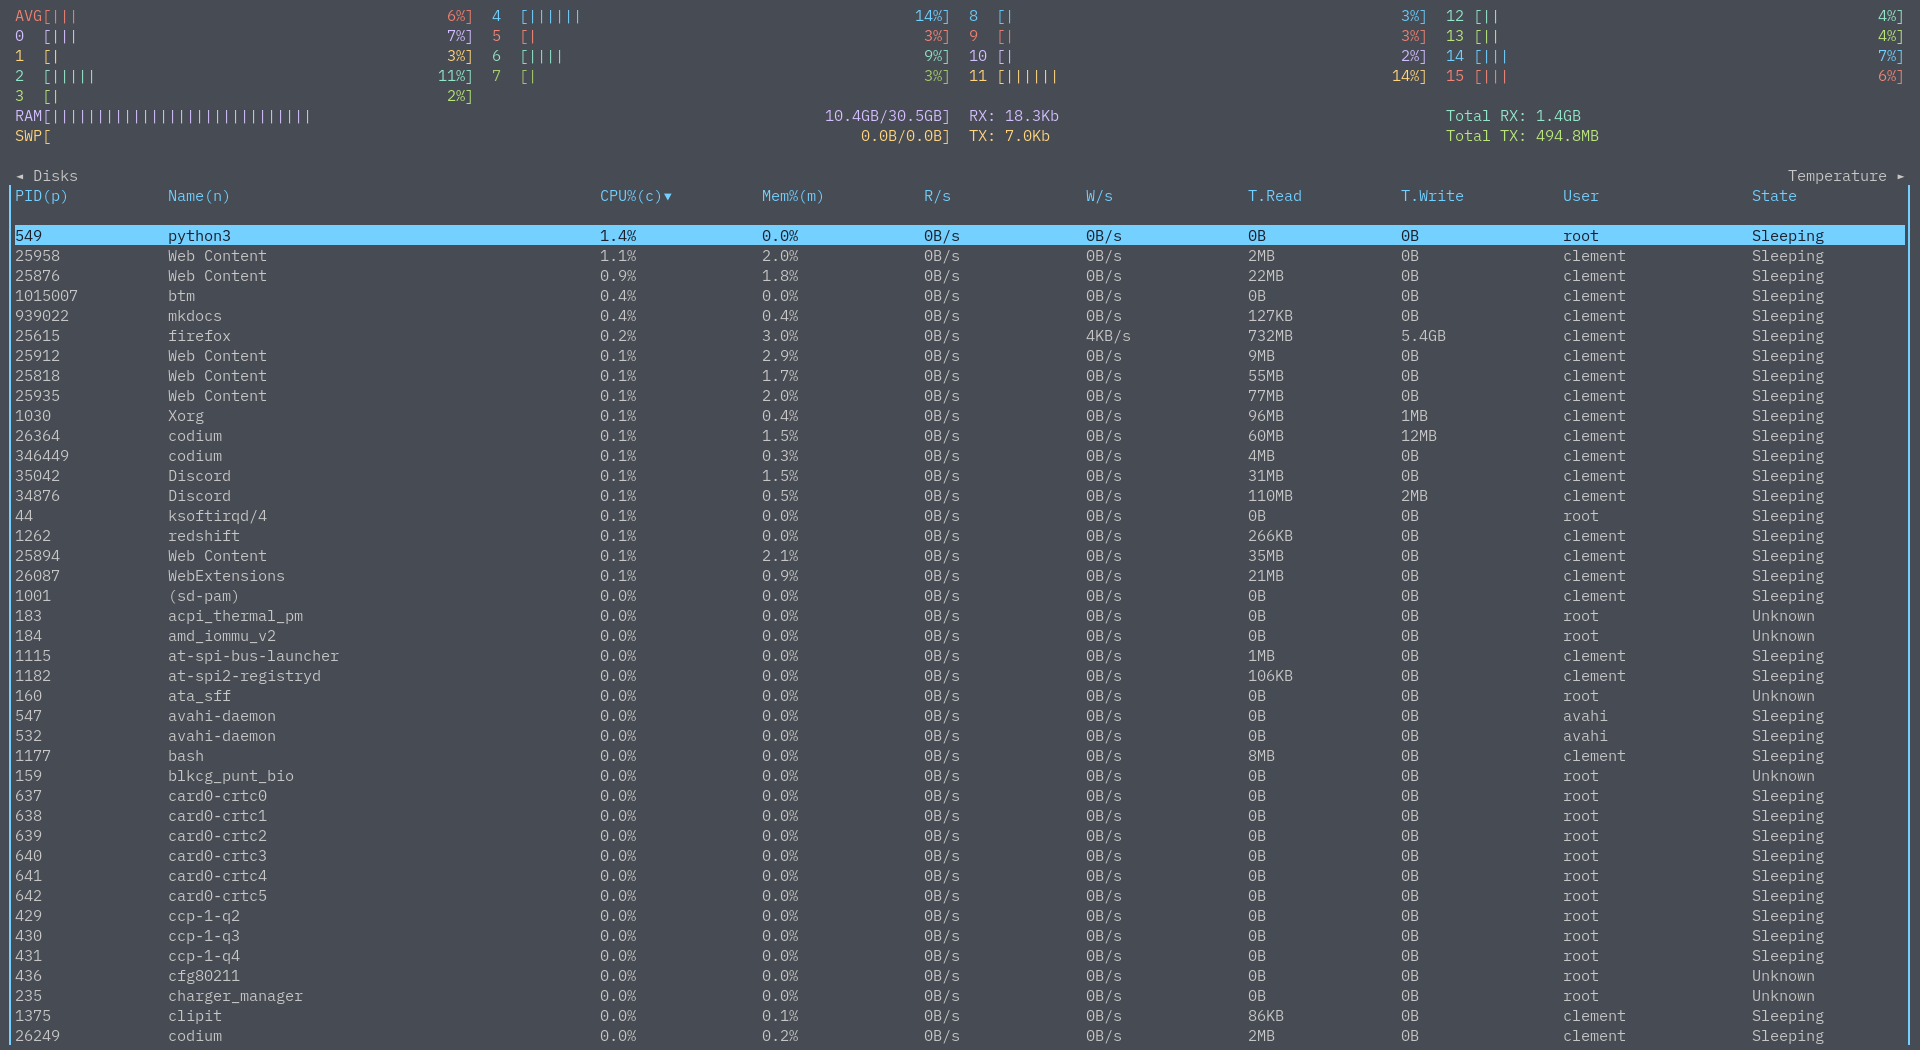 AVG[||| 6%] 4 [|||||| 14%] 8 [| 3%] 12 [|| 4%]
0 [||| 7%] 5 [| 3%] 9 [| 3%] 13 [|| 4%]
1 [| 3%] 6 [|||| 9%] 10 [| 2%] 14 [||| 7%]
2 [||||| 11%] 7 [| 3%] 11 [|||||| 14%] 15 [||| 6%]
3 [| 2%]
RAM[||||||||||||||||||||||||||||| 10.4GB/30.5GB] RX: 18.3Kb Total RX: 1.4GB
SWP[ 0.0B/0.0B] TX: 7.0Kb Total TX: 494.8MB
◄ Disks Temperature ►
PID(p) Name(n) CPU%(c)▼ Mem%(m) R/s W/s T.Read T.Write User State
549 python3 1.4% 0.0% 0B/s 0B/s 0B 0B root Sleeping
25958 Web Content 1.1% 2.0% 0B/s 0B/s 2MB 0B clement Sleeping
25876 Web Content 0.9% 1.8% 0B/s 0B/s 22MB 0B clement Sleeping
1015007 btm 0.4% 0.0% 0B/s 0B/s 0B 0B clement Sleeping
939022 mkdocs 0.4% 0.4% 0B/s 0B/s 127KB 0B clement Sleeping
25615 firefox 0.2% 3.0% 0B/s 4KB/s 732MB 5.4GB clement Sleeping
25912 Web Content 0.1% 2.9% 0B/s 0B/s 9MB 0B clement Sleeping
25818 Web Content 0.1% 1.7% 0B/s 0B/s 55MB 0B clement Sleeping
25935 Web Content 0.1% 2.0% 0B/s 0B/s 77MB 0B clement Sleeping
1030 Xorg 0.1% 0.4% 0B/s 0B/s 96MB 1MB clement Sleeping
26364 codium 0.1% 1.5% 0B/s 0B/s 60MB 12MB clement Sleeping
346449 codium 0.1% 0.3% 0B/s 0B/s 4MB 0B clement Sleeping
35042 Discord 0.1% 1.5% 0B/s 0B/s 31MB 0B clement Sleeping
34876 Discord 0.1% 0.5% 0B/s 0B/s 110MB 2MB clement Sleeping
44 ksoftirqd/4 0.1% 0.0% 0B/s 0B/s 0B 0B root Sleeping
1262 redshift 0.1% 0.0% 0B/s 0B/s 266KB 0B clement Sleeping
25894 Web Content 0.1% 2.1% 0B/s 0B/s 35MB 0B clement Sleeping
26087 WebExtensions 0.1% 0.9% 0B/s 0B/s 21MB 0B clement Sleeping
1001 (sd-pam) 0.0% 0.0% 0B/s 0B/s 0B 0B clement Sleeping
183 acpi_thermal_pm 0.0% 0.0% 0B/s 0B/s 0B 0B root Unknown
184 amd_iommu_v2 0.0% 0.0% 0B/s 0B/s 0B 0B root Unknown
1115 at-spi-bus-launcher 0.0% 0.0% 0B/s 0B/s 1MB 0B clement Sleeping
1182 at-spi2-registryd 0.0% 0.0% 0B/s 0B/s 106KB 0B clement Sleeping
160 ata_sff 0.0% 0.0% 0B/s 0B/s 0B 0B root Unknown
547 avahi-daemon 0.0% 0.0% 0B/s 0B/s 0B 0B avahi Sleeping
532 avahi-daemon 0.0% 0.0% 0B/s 0B/s 0B 0B avahi Sleeping
1177 bash 0.0% 0.0% 0B/s 0B/s 8MB 0B clement Sleeping
159 blkcg_punt_bio 0.0% 0.0% 0B/s 0B/s 0B 0B root Unknown
637 card0-crtc0 0.0% 0.0% 0B/s 0B/s 0B 0B root Sleeping
638 card0-crtc1 0.0% 0.0% 0B/s 0B/s 0B 0B root Sleeping
639 card0-crtc2 0.0% 0.0% 0B/s 0B/s 0B 0B root Sleeping
640 card0-crtc3 0.0% 0.0% 0B/s 0B/s 0B 0B root Sleeping
641 card0-crtc4 0.0% 0.0% 0B/s 0B/s 0B 0B root Sleeping
642 card0-crtc5 0.0% 0.0% 0B/s 0B/s 0B 0B root Sleeping
429 ccp-1-q2 0.0% 0.0% 0B/s 0B/s 0B 0B root Sleeping
430 ccp-1-q3 0.0% 0.0% 0B/s 0B/s 0B 0B root Sleeping
431 ccp-1-q4 0.0% 0.0% 0B/s 0B/s 0B 0B root Sleeping
436 cfg80211 0.0% 0.0% 0B/s 0B/s 0B 0B root Unknown
235 charger_manager 0.0% 0.0% 0B/s 0B/s 0B 0B root Unknown
1375 clipit 0.0% 0.1% 0B/s 0B/s 86KB 0B clement Sleeping
26249 codium 0.0% 0.2% 0B/s 0B/s 2MB 0B clement Sleeping